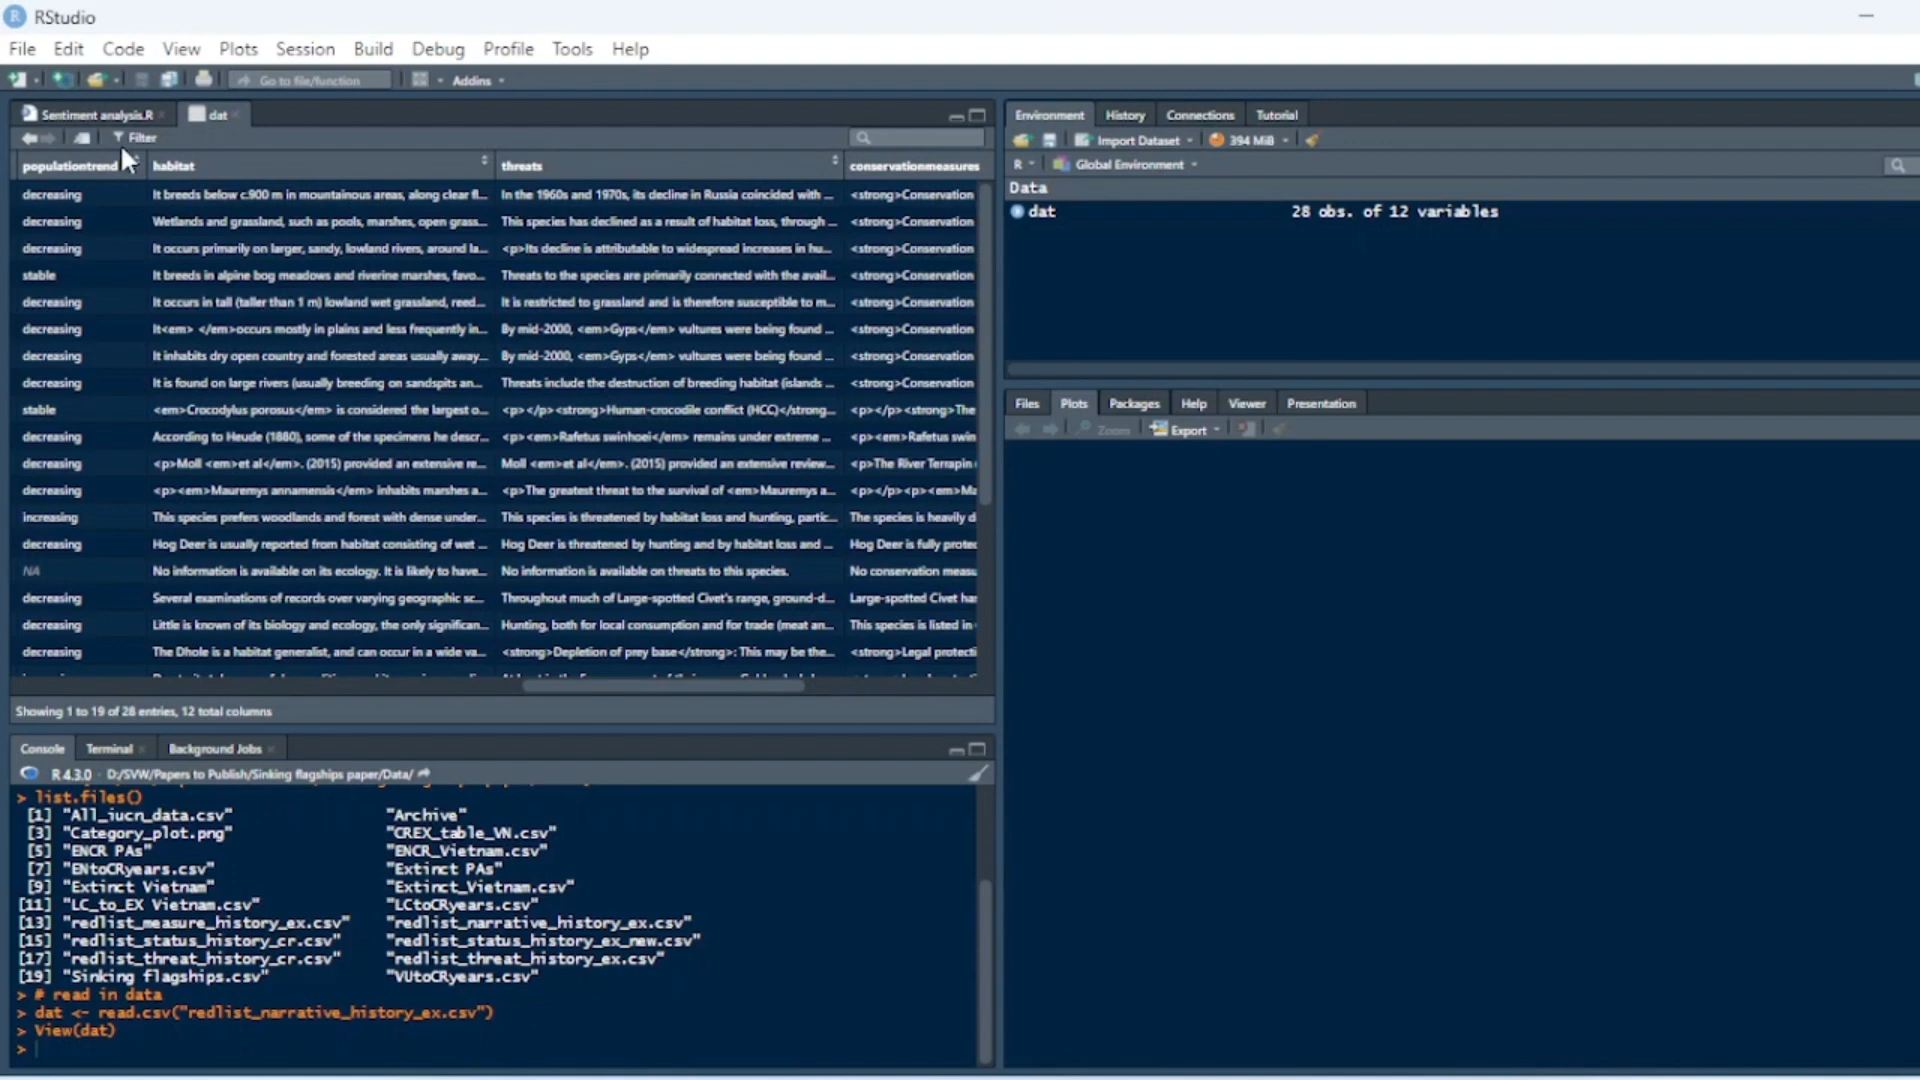 RStudio
File Edit Code View Plots Session Build Debug Profile Tools Help
Go to file/function Addins
Sentiment analysis.R dat
Filter
populationtrend habitat threats conservationmeasures
decreasing It breeds below c.900 m in mountainous areas, along clear fl... In the 1960s and 1970s, its decline in Russia coincided with ... <strong>Conservation
decreasing Wetlands and grassland, such as pools, marshes, open grass... This species has declined as a result of habitat loss, through ... <strong>Conservation
decreasing It occurs primarily on larger, sandy, lowland rivers, around la... <p>Its decline is attributable to widespread increases in hu... <strong>Conservation
stable It breeds in alpine bog meadows and riverine marshes, favo... Threats to the species are primarily connected with the avail... <strong>Conservation
decreasing It occurs in tall (taller than 1 m) lowland wet grassland, reed... It is restricted to grassland and is therefore susceptible to m... <strong>Conservation
decreasing It<em> </em>occurs mostly in plains and less frequently in... By mid-2000, <em>Gyps</em> vultures were being found ... <strong>Conservation
decreasing It inhabits dry open country and forested areas usually away... By mid-2000, <em>Gyps</em> vultures were being found ... <strong>Conservation
decreasing It is found on large rivers (usually breeding on sandspits an... Threats include the destruction of breeding habitat (islands ... <strong>Conservation
stable <em>Crocodylus porosus</em> is considered the largest o... <p></p><strong>Human-crocodile conflict (HCC)</strong... <p></p><strong>The
decreasing According to Heude (1880), some of the specimens he descr... <p><em>Rafetus swinhoei</em> remains under extreme ... <p><em>Rafetus swin
decreasing <p>Moll <em>et al</em>. (2015) provided an extensive re... Moll <em>et al</em>. (2015) provided an extensive review... <p>The River Terrapin
decreasing <p><em>Mauremys annamensis</em> inhabits marshes a... <p>The greatest threat to the survival of <em>Mauremys a... <p></p><p><em>Ma
increasing This species prefers woodlands and forest with dense under... This species is threatened by habitat loss and hunting, partic... The species is heavily d
decreasing Hog Deer is usually reported from habitat consisting of wet ... Hog Deer is threatened by hunting and by habitat loss and ... Hog Deer is fully protec
NA No information is available on its ecology. It is likely to have... No information is available on threats to this species. No conservation measu
decreasing Several examinations of records over varying geographic sc... Throughout much of Large-spotted Civet's range, ground-d... Large-spotted Civet has
decreasing Little is known of its biology and ecology, the only significan... Hunting, both for local consumption and for trade (meat an... This species is listed in
decreasing The Dhole is a habitat generalist, and can occur in a wide va... <strong>Depletion of prey base</strong>: This may be the... <strong>Legal protecti
Showing 1 to 19 of 28 entries, 12 total columns
Console Terminal Background Jobs
R 4.3.0 · D:/SVW/Papers to Publish/Sinking flagships paper/Data/
> list.files()
[1] "All_iucn_data.csv" "Archive"
[3] "Category_plot.png" "CREX_table_VN.csv"
[5] "ENCR PAs" "ENCR_Vietnam.csv"
[7] "ENtoCRyears.csv" "Extinct PAs"
[9] "Extinct Vietnam" "Extinct_Vietnam.csv"
[11] "LC_to_EX Vietnam.csv" "LCtoCRyears.csv"
[13] "redlist_measure_history_ex.csv" "redlist_narrative_history_ex.csv"
[15] "redlist_status_history_cr.csv" "redlist_status_history_ex_new.csv"
[17] "redlist_threat_history_cr.csv" "redlist_threat_history_ex.csv"
[19] "Sinking flagships.csv" "VUtoCRyears.csv"
> # read in data
> dat <- read.csv("redlist_narrative_history_ex.csv")
> View(dat)
>
Environment History Connections Tutorial
Import Dataset 394 MiB
R Global Environment
Data
dat 28 obs. of 12 variables
Files Plots Packages Help Viewer Presentation
Zoom Export